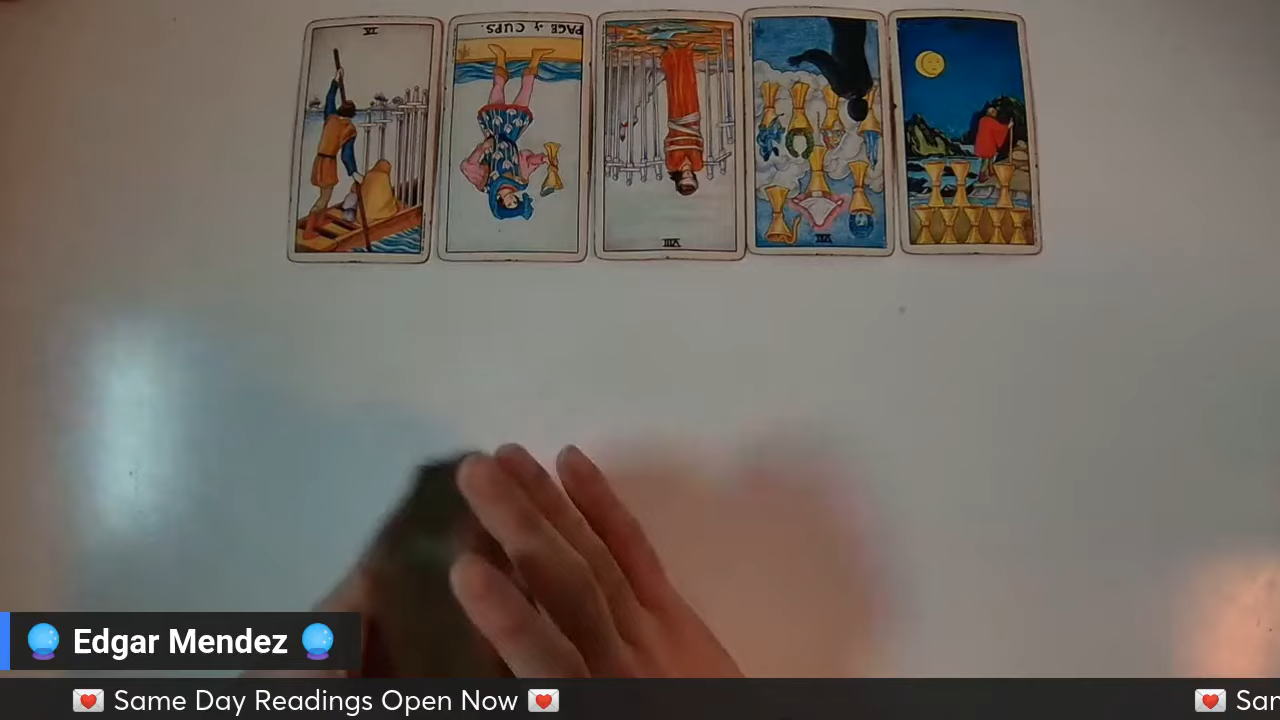 VI
PAGE of CUPS.
VIII
VII
🔮 Edgar Mendez 🔮
💌 Same Day Readings Open Now 💌
💌 Sar